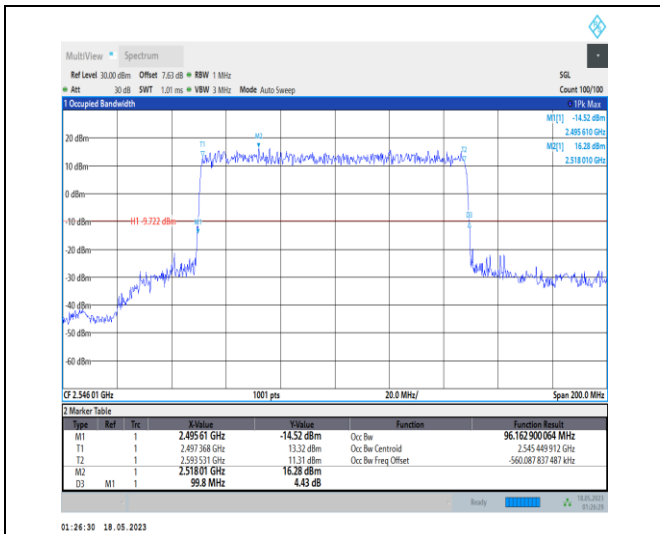 MultiView Spectrum
Ref Level 30.00 dBm Offset 7.63 dB RBW 1 MHz SGL
Att 30 dB SWT 1.01 ms VBW 3 MHz Mode Auto Sweep Count 100/100
1 Occupied Bandwidth 1Pk Max
M1[1] -14.52 dBm
2.495 610 GHz
M2[1] 16.28 dBm
2.518 010 GHz
20 dBm
T1
M2
T2
10 dBm
0 dBm
-10 dBm
H1 -9.722 dBm
M1
D3
-20 dBm
-30 dBm
-40 dBm
-50 dBm
-60 dBm
CF 2.546 01 GHz 1001 pts 20.0 MHz/ Span 200.0 MHz
2 Marker Table
Type Ref Trc X-Value Y-Value Function Function Result
M1 1 2.495 61 GHz -14.52 dBm Occ Bw 96.162 900 064 MHz
T1 1 2.497 368 GHz 13.32 dBm Occ Bw Centroid 2.545 449 912 GHz
T2 1 2.593 531 GHz 11.31 dBm Occ Bw Freq Offset -560.087 837 487 kHz
M2 1 2.518 01 GHz 16.28 dBm
D3 M1 1 99.8 MHz 4.43 dB
Ready 18.05.2023
01:26:29
01:26:30 18.05.2023